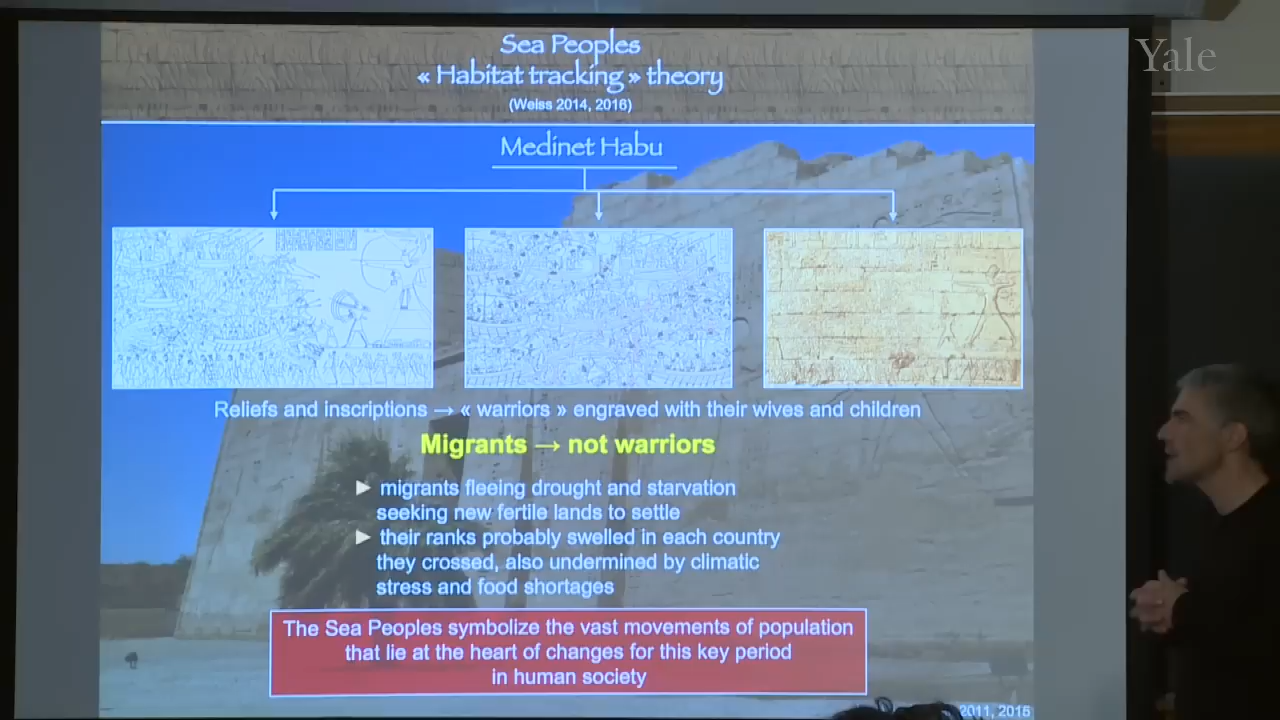 Yale
Sea Peoples
« Habitat tracking » theory
(Weiss 2014, 2016)
Medinet Habu
Reliefs and inscriptions → « warriors » engraved with their wives and children
Migrants → not warriors
► migrants fleeing drought and starvation
seeking new fertile lands to settle
► their ranks probably swelled in each country
they crossed, also undermined by climatic
stress and food shortages
The Sea Peoples symbolize the vast movements of population
that lie at the heart of changes for this key period
in human society
2011, 2015